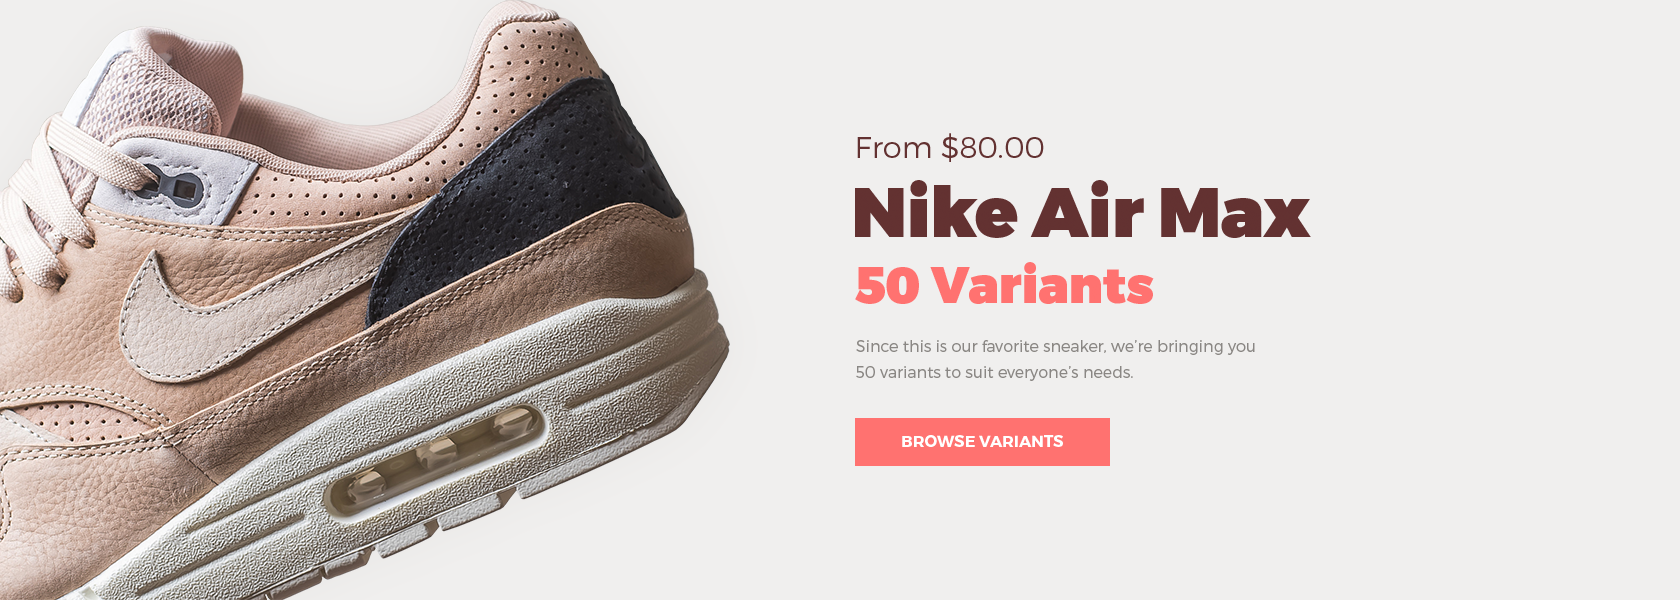 From $80.00
Nike Air Max
50 Variants
Since this is our favorite sneaker, we're bringing you
50 variants to suit everyone's needs.
BROWSE VARIANTS